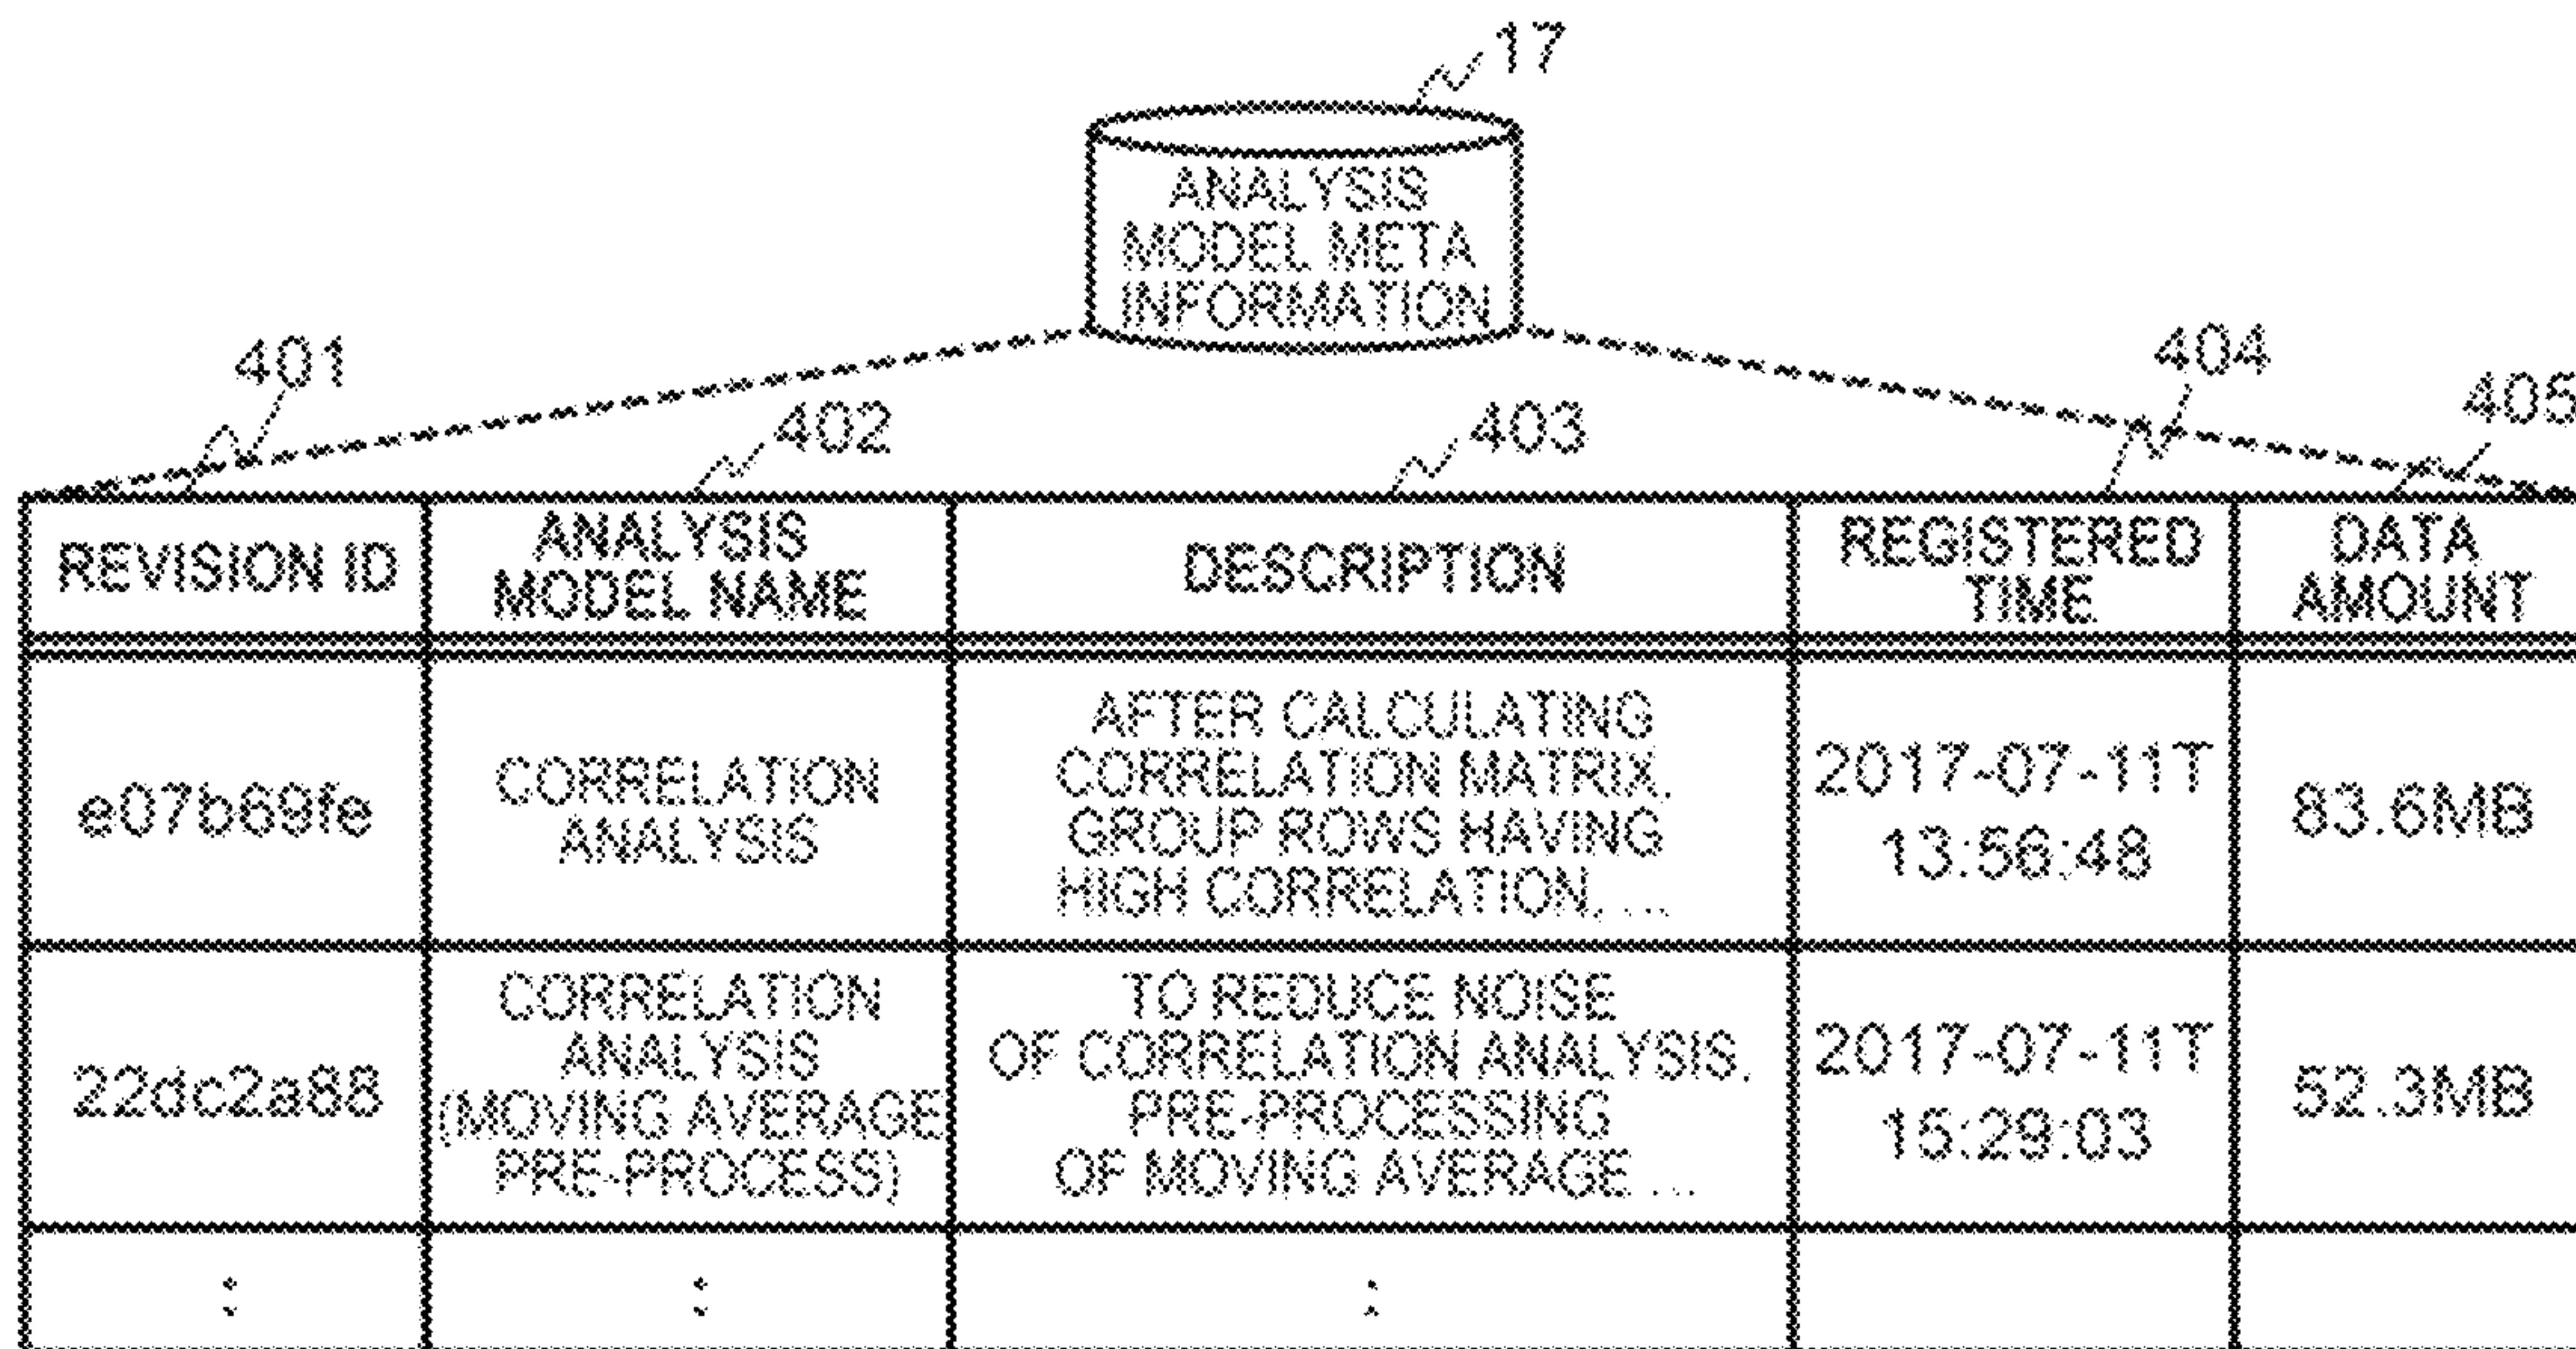 17
ANALYSIS
MODEL META
INFORMATION
401
402
403
404
405
REVISION ID
ANALYSIS
MODEL NAME
DESCRIPTION
REGISTERED
TIME
DATA
AMOUNT
e07b69fe
CORRELATION
ANALYSIS
AFTER CALCULATING
CORRELATION MATRIX,
GROUP ROWS HAVING
HIGH CORRELATION, ...
2017-07-11T
13:56:48
83.6MB
22dc2a88
CORRELATION
ANALYSIS
(MOVING AVERAGE
PRE-PROCESS)
TO REDUCE NOISE
OF CORRELATION ANALYSIS,
PRE-PROCESSING
OF MOVING AVERAGE ...
2017-07-11T
15:29:03
52.3MB
:
:
: